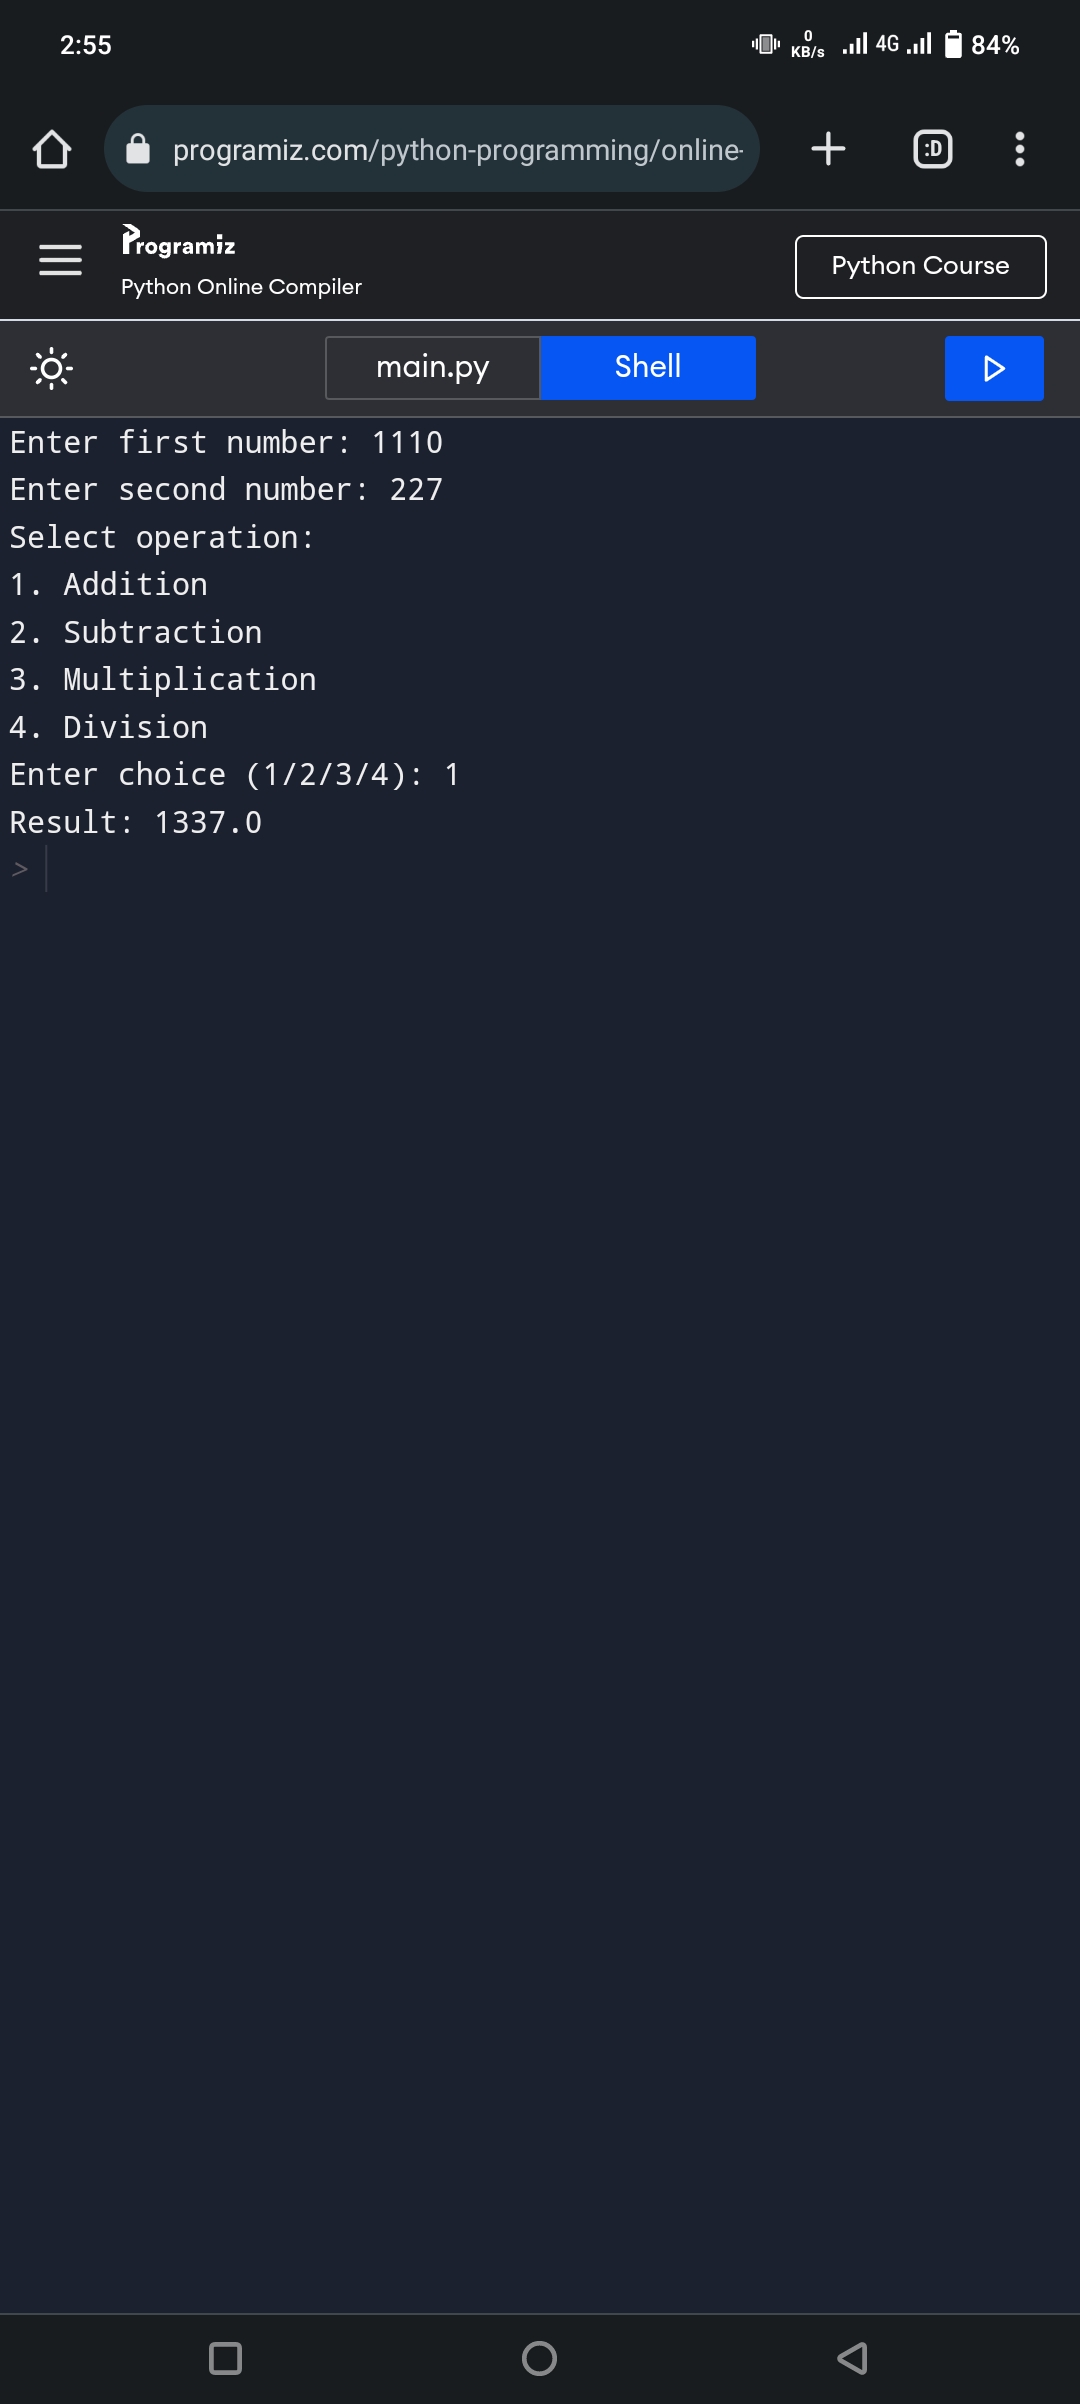 2:55
0
KB/s
4G
84%
programiz.com/python-programming/online-
:D
Programiz
Python Online Compiler
Python Course
main.py
Shell
Enter first number: 1110
Enter second number: 227
Select operation:
1. Addition
2. Subtraction
3. Multiplication
4. Division
Enter choice (1/2/3/4): 1
Result: 1337.0
>